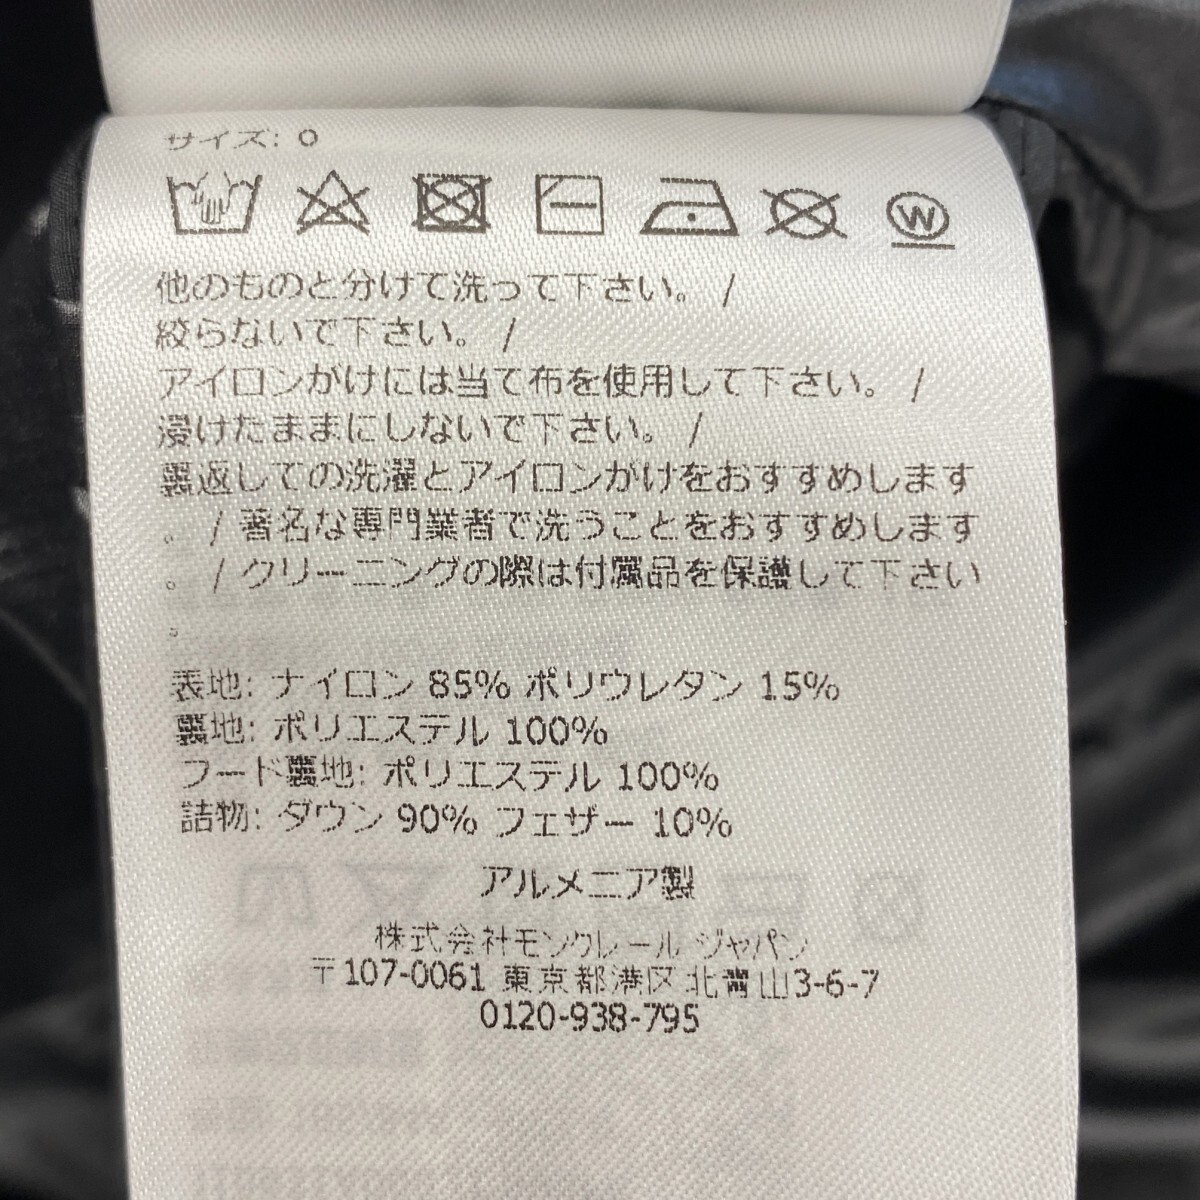 サイズ: 0
W
他のものと分けて洗って下さい。 /
絞らないで下さい。 /
アイロンがけには当て布を使用して下さい。 /
浸けたままにしないで下さい。 /
裏返しての洗濯とアイロンがけをおすすめします
。 / 著名な専門業者で洗うことをおすすめします
。 / クリーニングの際は付属品を保護して下さい
。
表地: ナイロン 85% ポリウレタン 15%
裏地: ポリエステル 100%
フード裏地: ポリエステル 100%
詰物: ダウン 90% フェザー 10%
アルメニア製
株式会社モンクレール ジャパン
〒107-0061 東京都港区 北青山3-6-7
0120-938-795